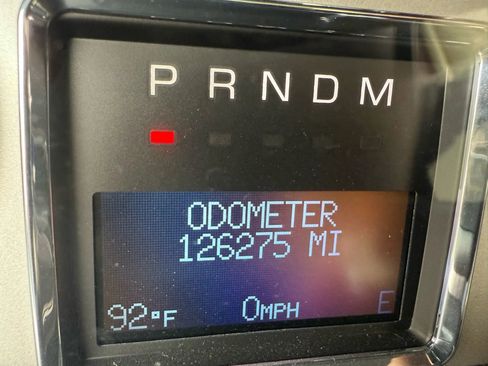 P R N D M
ODOMETER
126275 MI
92°F 0MPH E